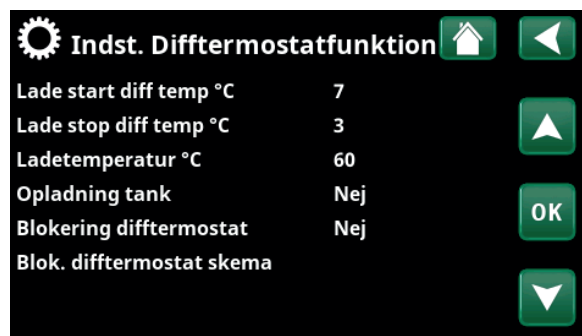 Indst. Difftermostatfunktion
Lade start diff temp °C 7
Lade stop diff temp °C 3
Ladetemperatur °C 60
Opladning tank Nej
OK
Blokering difftermostat Nej
Blok. difftermostat skema